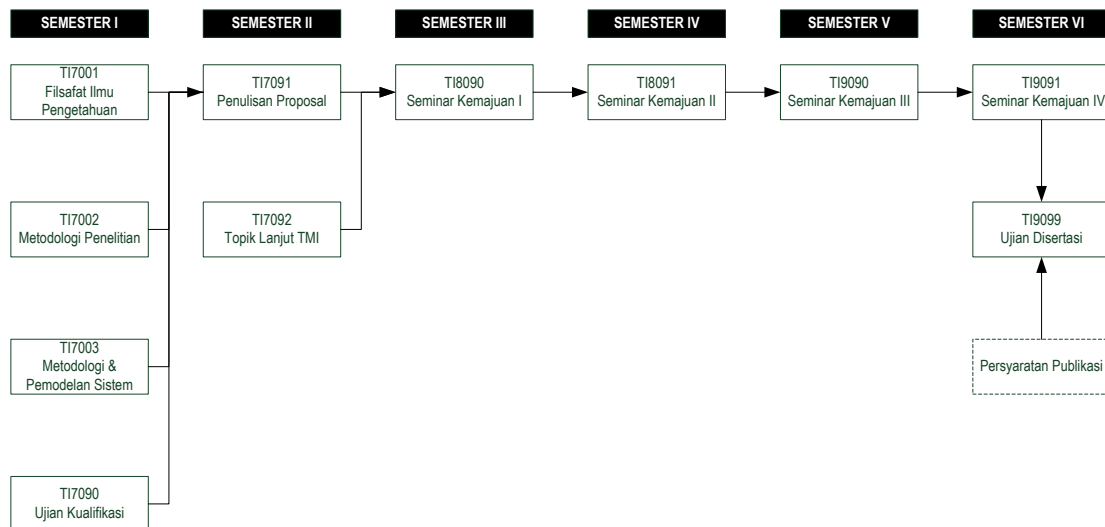 SEMESTER I
SEMESTER II
SEMESTER III
SEMESTER IV
SEMESTER V
SEMESTER VI
TI7001
Filsafat Ilmu
Pengetahuan
TI7091
Penulisan Proposal
TI8090
Seminar Kemajuan I
TI8091
Seminar Kemajuan II
TI9090
Seminar Kemajuan III
TI9091
Seminar Kemajuan IV
TI7002
Metodologi Penelitian
TI7092
Topik Lanjut TMI
TI9099
Ujian Disertasi
TI7003
Metodologi &
Pemodelan Sistem
Persyaratan Publikasi
TI7090
Ujian Kualifikasi